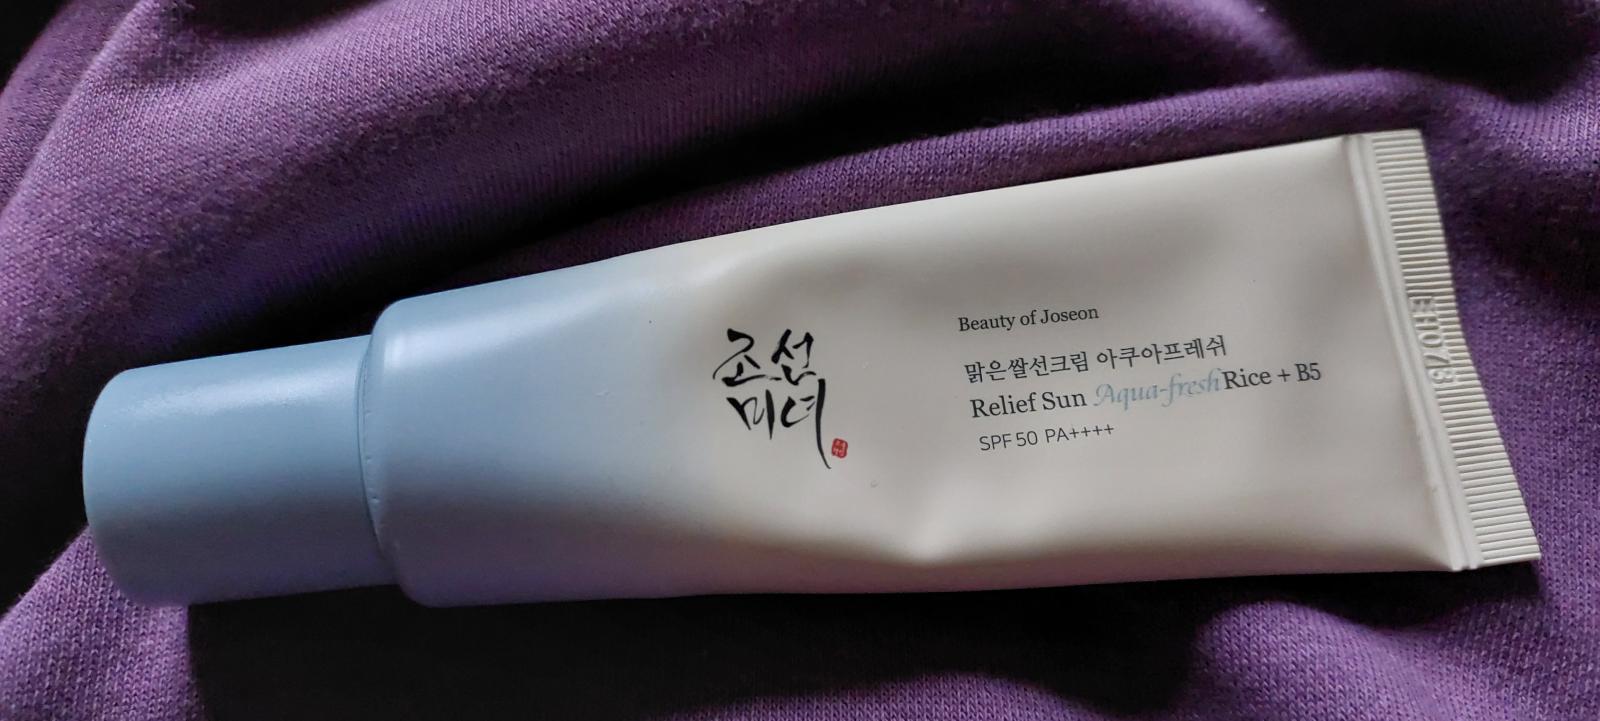 조선
미녀
Beauty of Joseon
맑은쌀선크림 아쿠아프레쉬
Relief Sun Aqua-fresh Rice + B5
SPF 50 PA++++